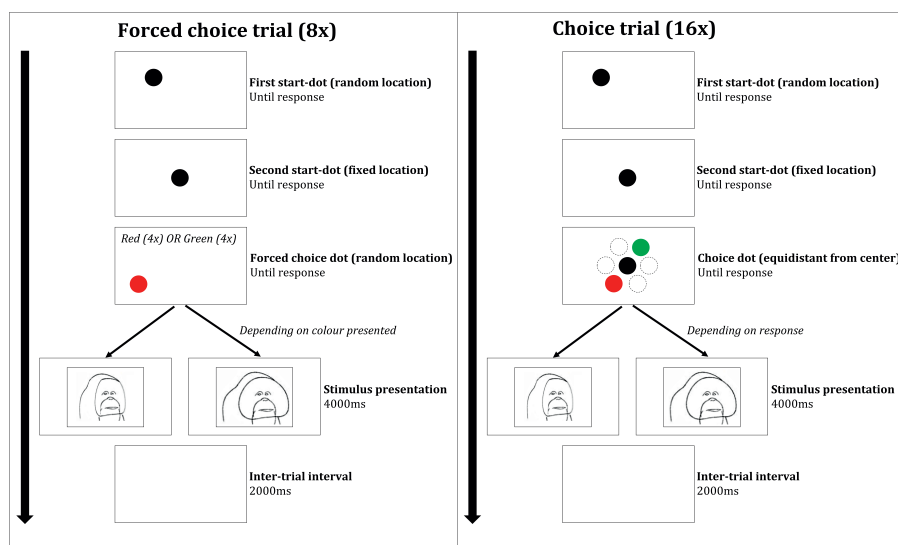 Forced choice trial (8x)
First start-dot (random location)
Until response
Second start-dot (fixed location)
Until response
Red (4x) OR Green (4x)
Forced choice dot (random location)
Until response
Depending on colour presented
Stimulus presentation
4000ms
Inter-trial interval
2000ms
Choice trial (16x)
First start-dot (random location)
Until response
Second start-dot (fixed location)
Until response
Choice dot (equidistant from center)
Until response
Depending on response
Stimulus presentation
4000ms
Inter-trial interval
2000ms